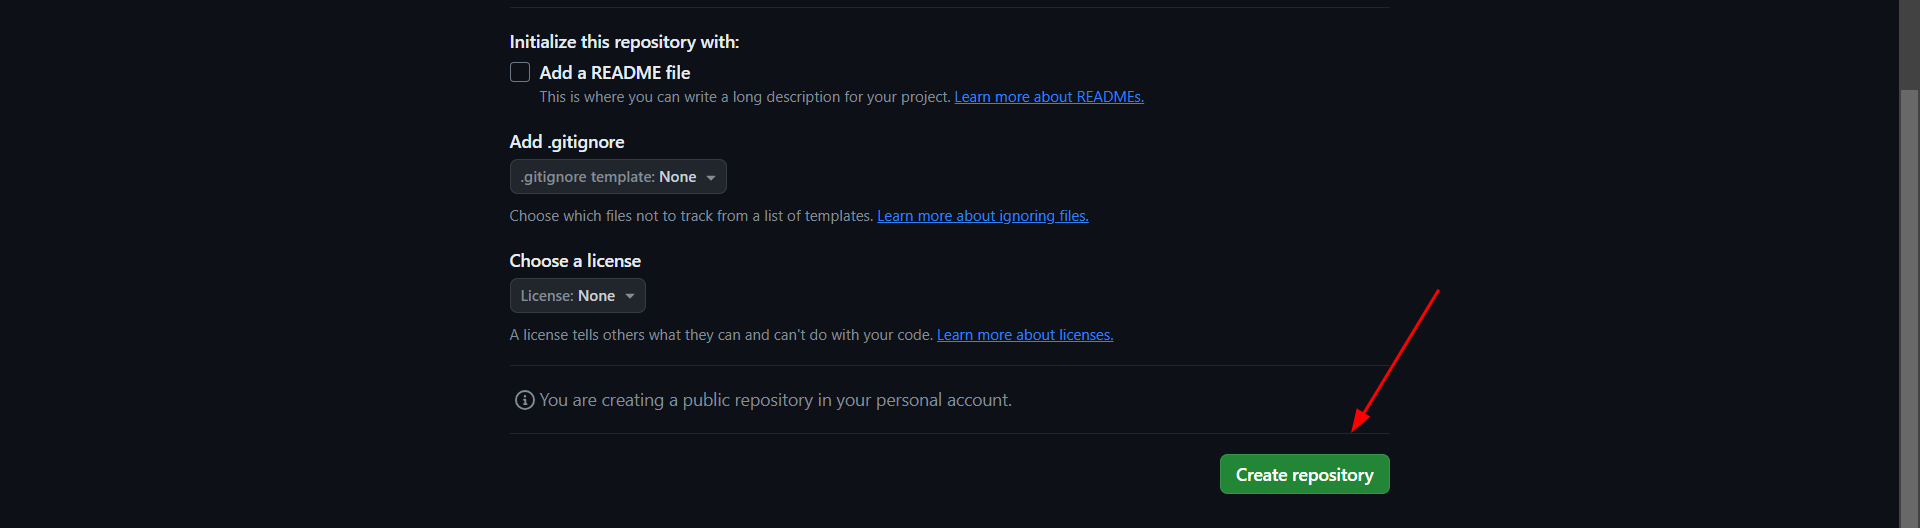 Initialize this repository with:
Add a README file
This is where you can write a long description for your project. Learn more about READMEs.
Add .gitignore
.gitignore template: None
Choose which files not to track from a list of templates. Learn more about ignoring files.
Choose a license
License: None
A license tells others what they can and can't do with your code. Learn more about licenses.
You are creating a public repository in your personal account.
Create repository